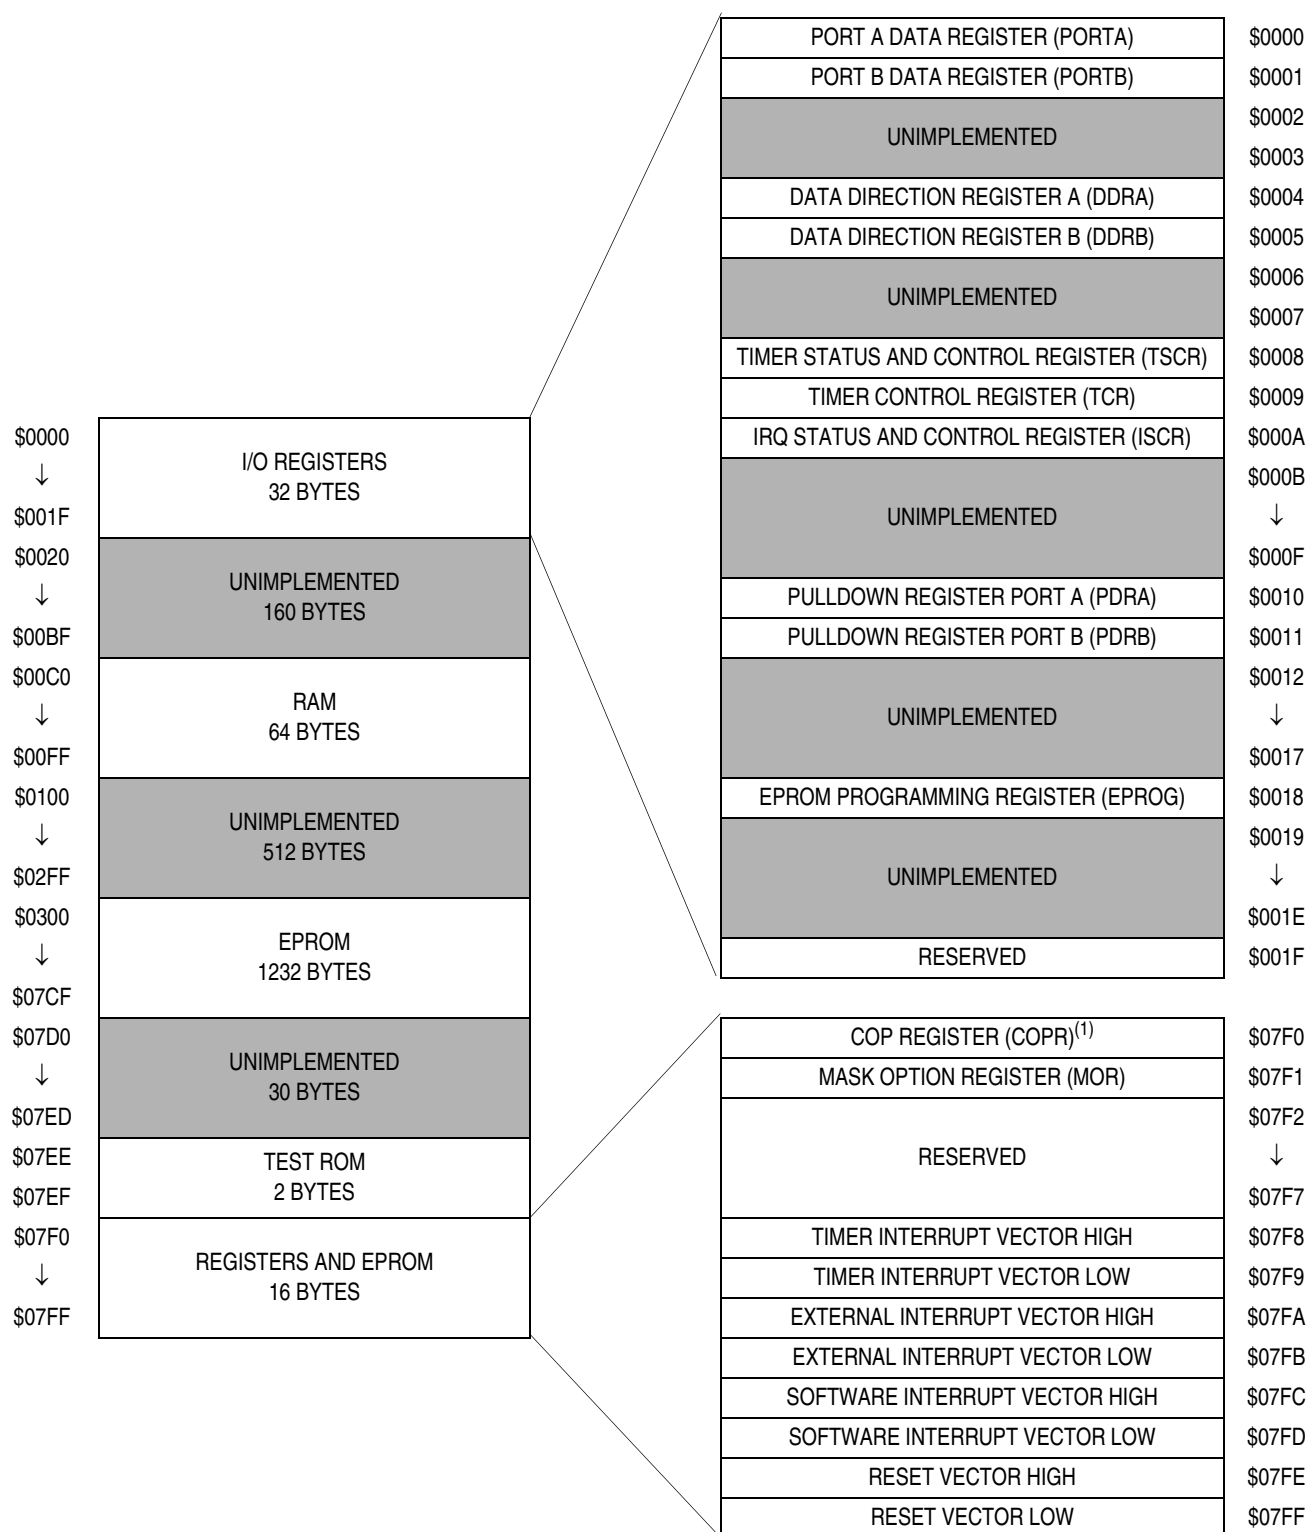 PORT A DATA REGISTER (PORTA) $0000
PORT B DATA REGISTER (PORTB) $0001
UNIMPLEMENTED
$0002
$0003
DATA DIRECTION REGISTER A (DDRA) $0004
DATA DIRECTION REGISTER B (DDRB) $0005
UNIMPLEMENTED
$0006
$0007
TIMER STATUS AND CONTROL REGISTER (TSCR) $0008
TIMER CONTROL REGISTER (TCR) $0009
IRQ STATUS AND CONTROL REGISTER (ISCR) $000A
UNIMPLEMENTED
$000B
↓
$000F
PULLDOWN REGISTER PORT A (PDRA) $0010
PULLDOWN REGISTER PORT B (PDRB) $0011
UNIMPLEMENTED
$0012
↓
$0017
EPROM PROGRAMMING REGISTER (EPROG) $0018
UNIMPLEMENTED
$0019
↓
$001E
RESERVED $001F
$0000
↓
$001F
I/O REGISTERS
32 BYTES
$0020
↓
$00BF
UNIMPLEMENTED
160 BYTES
$00C0
↓
$00FF
RAM
64 BYTES
$0100
↓
$02FF
UNIMPLEMENTED
512 BYTES
$0300
↓
$07CF
EPROM
1232 BYTES
$07D0
↓
$07ED
UNIMPLEMENTED
30 BYTES
$07EE
$07EF
TEST ROM
2 BYTES
$07F0
↓
$07FF
REGISTERS AND EPROM
16 BYTES
COP REGISTER (COPR)(1) $07F0
MASK OPTION REGISTER (MOR) $07F1
RESERVED
$07F2
↓
$07F7
TIMER INTERRUPT VECTOR HIGH $07F8
TIMER INTERRUPT VECTOR LOW $07F9
EXTERNAL INTERRUPT VECTOR HIGH $07FA
EXTERNAL INTERRUPT VECTOR LOW $07FB
SOFTWARE INTERRUPT VECTOR HIGH $07FC
SOFTWARE INTERRUPT VECTOR LOW $07FD
RESET VECTOR HIGH $07FE
RESET VECTOR LOW $07FF